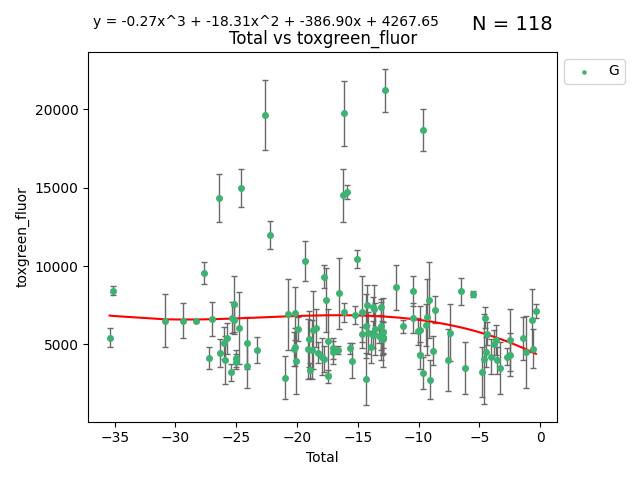 y = -0.27x^3 + -18.31x^2 + -386.90x + 4267.65
N = 118
Total vs toxgreen_fluor
G
20000
15000
10000
5000
toxgreen_fluor
−35
−30
−25
−20
−15
−10
−5
0
Total